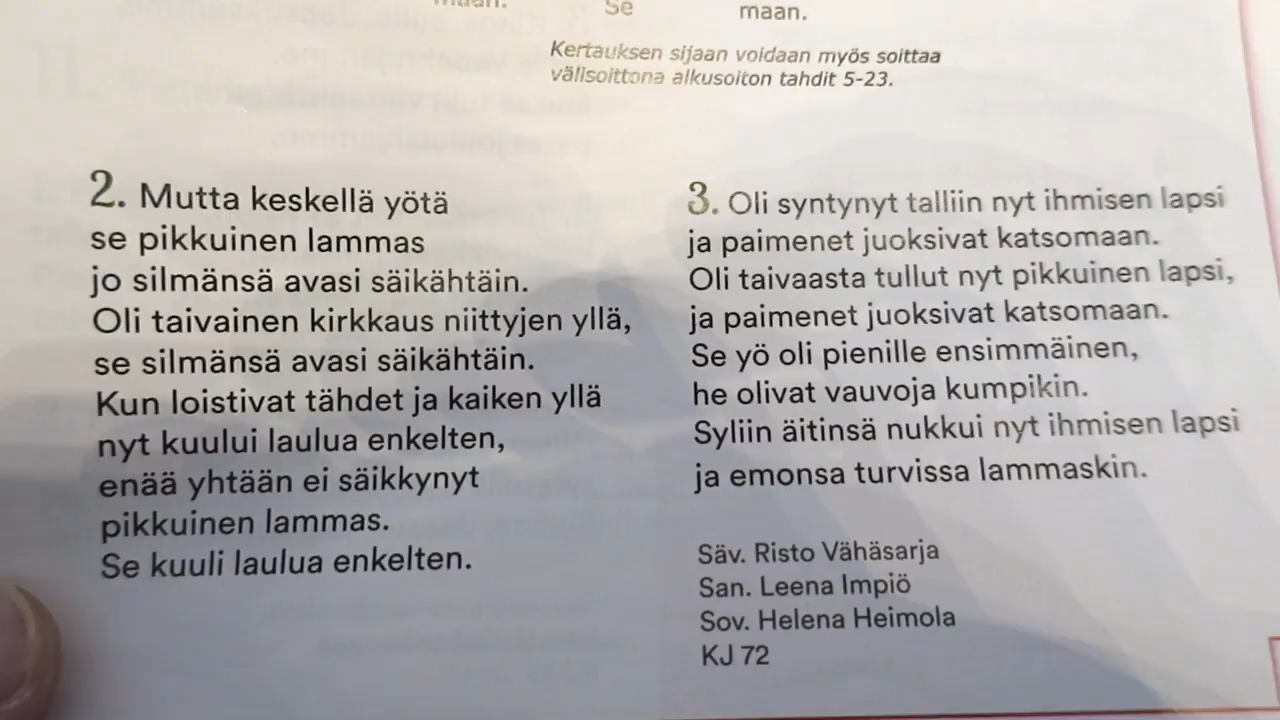 Se
maan.
Kertauksen sijaan voidaan myös soittaa
välisoittona alkusoiton tahdit 5-23.
2. Mutta keskellä yötä
se pikkuinen lammas
jo silmänsä avasi säikähtäin.
Oli taivainen kirkkaus niittyjen yllä,
se silmänsä avasi säikähtäin.
Kun loistivat tähdet ja kaiken yllä
nyt kuului laulua enkelten,
enää yhtään ei säikkynyt
pikkuinen lammas.
Se kuuli laulua enkelten.
3. Oli syntynyt talliin nyt ihmisen lapsi
ja paimenet juoksivat katsomaan.
Oli taivaasta tullut nyt pikkuinen lapsi,
ja paimenet juoksivat katsomaan.
Se yö oli pienille ensimmäinen,
he olivat vauvoja kumpikin.
Syliin äitinsä nukkui nyt ihmisen lapsi
ja emonsa turvissa lammaskin.
Säv. Risto Vähäsarja
San. Leena Impiö
Sov. Helena Heimola
KJ 72